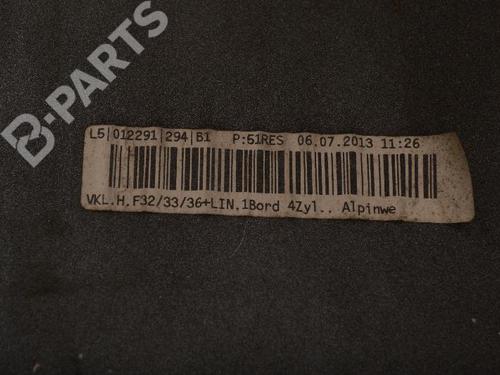 B-PARTS
L5|012291|294|B1 P:51RES 06.07.2013 11:26
VKL.H.F32/33/36+LIN.1Bord 4Zyl.. Alpinwe